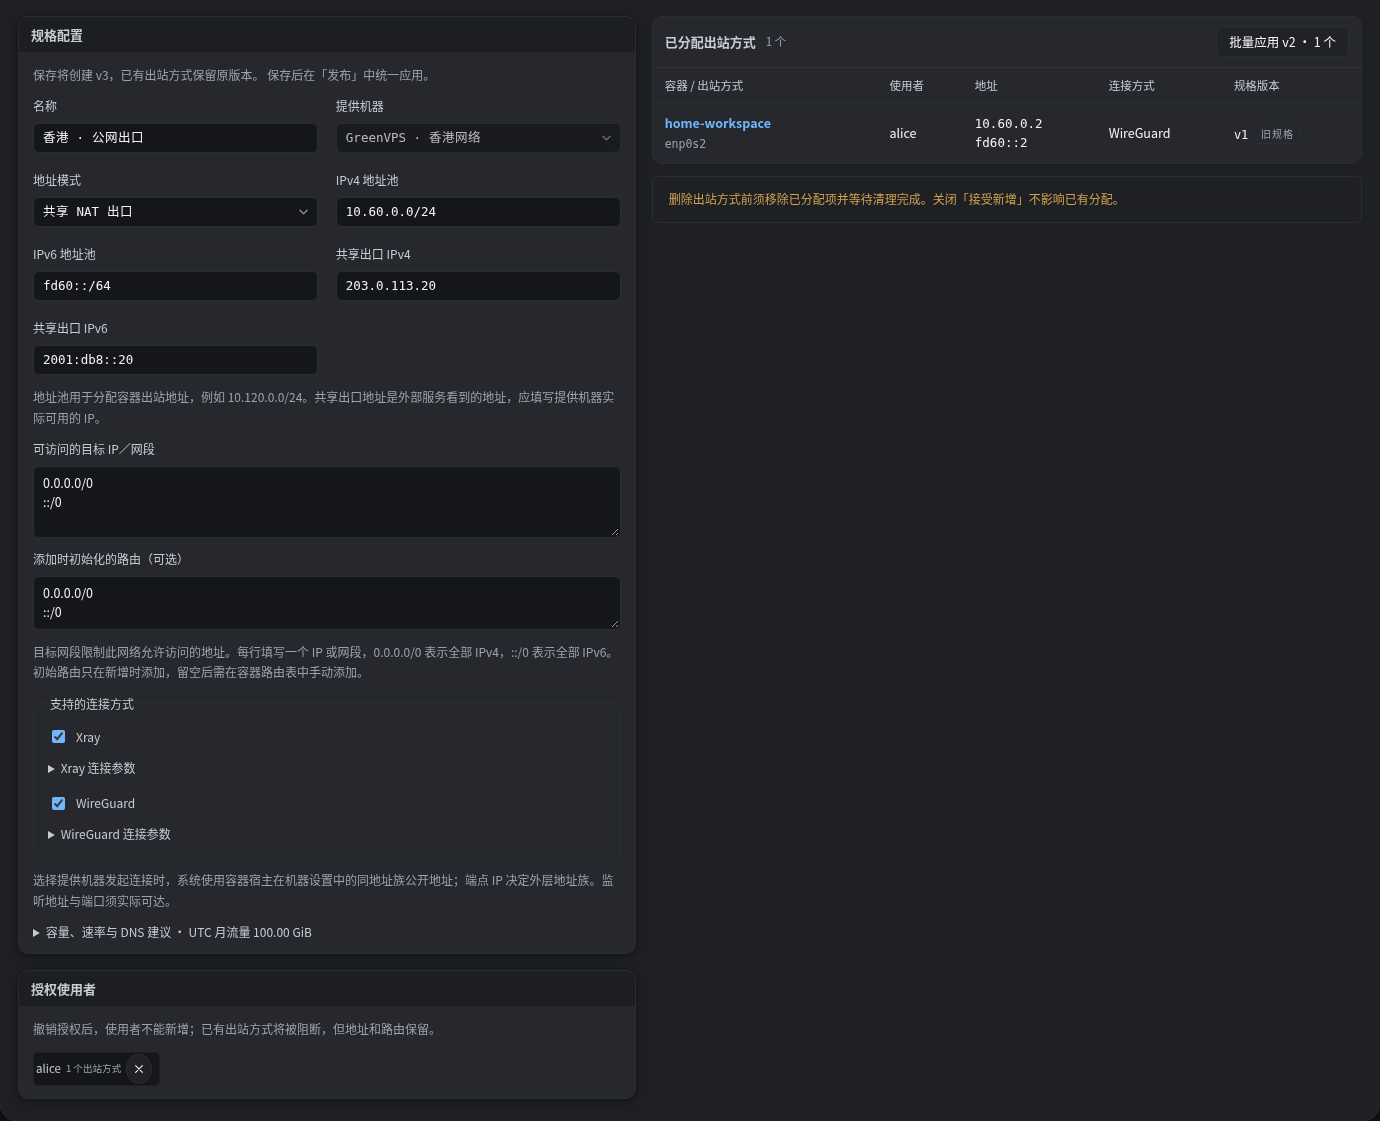 规格配置
保存将创建 v3，已有出站方式保留原版本。 保存后在「发布」中统一应用。
名称
提供机器
香港 · 公网出口
GreenVPS · 香港网络
地址模式
IPv4 地址池
共享 NAT 出口
10.60.0.0/24
IPv6 地址池
共享出口 IPv4
fd60::/64
203.0.113.20
共享出口 IPv6
2001:db8::20
地址池用于分配容器出站地址，例如 10.120.0.0/24。共享出口地址是外部服务看到的地址，应填写提供机器实
际可用的 IP。
可访问的目标 IP／网段
0.0.0.0/0
::/0
添加时初始化的路由（可选）
0.0.0.0/0
::/0
目标网段限制此网络允许访问的地址。每行填写一个 IP 或网段，0.0.0.0/0 表示全部 IPv4，::/0 表示全部 IPv6。
初始路由只在新增时添加，留空后需在容器路由表中手动添加。
支持的连接方式
Xray
Xray 连接参数
WireGuard
WireGuard 连接参数
选择提供机器发起连接时，系统使用容器宿主在机器设置中的同地址族公开地址；端点 IP 决定外层地址族。监
听地址与端口须实际可达。
容量、速率与 DNS 建议 · UTC 月流量 100.00 GiB
授权使用者
撤销授权后，使用者不能新增；已有出站方式将被阻断，但地址和路由保留。
alice 1 个出站方式
已分配出站方式 1 个
批量应用 v2 · 1 个
容器 / 出站方式 使用者 地址 连接方式 规格版本
home-workspace
enp0s2
alice
10.60.0.2
fd60::2
WireGuard
v1 旧规格
删除出站方式前须移除已分配项并等待清理完成。关闭「接受新增」不影响已有分配。